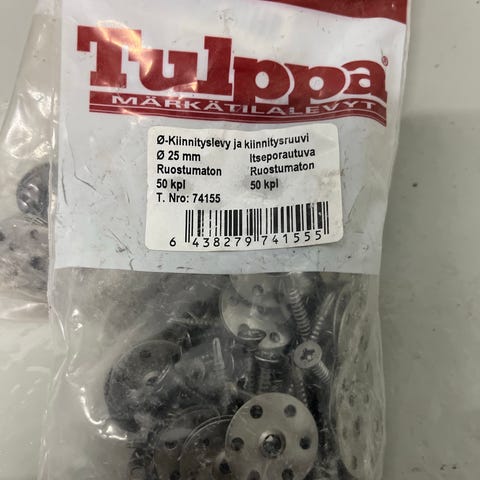 Tulppa®
MÄRKÄTILALEVYT
Ø-Kiinnityslevy ja kiinnitysruuvi
Ø 25 mm Itseporautuva
Ruostumaton Ruostumaton
50 kpl 50 kpl
T. Nro: 74155
6 438279 741555